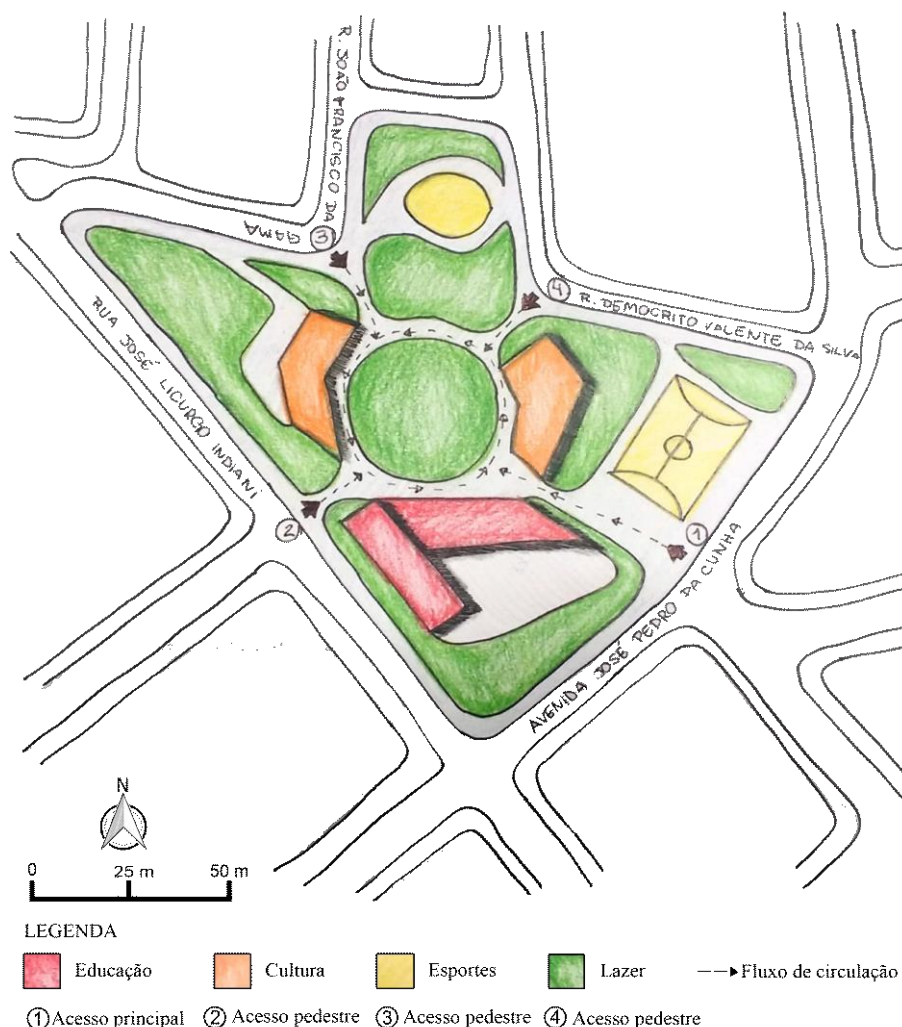 R. JOÃO FRANCISCO DA
GAMA
3
4
R. DEMOCRITO VALENTE DA SILVA
RUA JOSÉ LICURGO INDIANI
2
1
AVENIDA JOSÉ PEDRO DA CUNHA
N
0 25 m 50 m
LEGENDA
Educação Cultura Esportes Lazer Fluxo de circulação
1 Acesso principal 2 Acesso pedestre 3 Acesso pedestre 4 Acesso pedestre